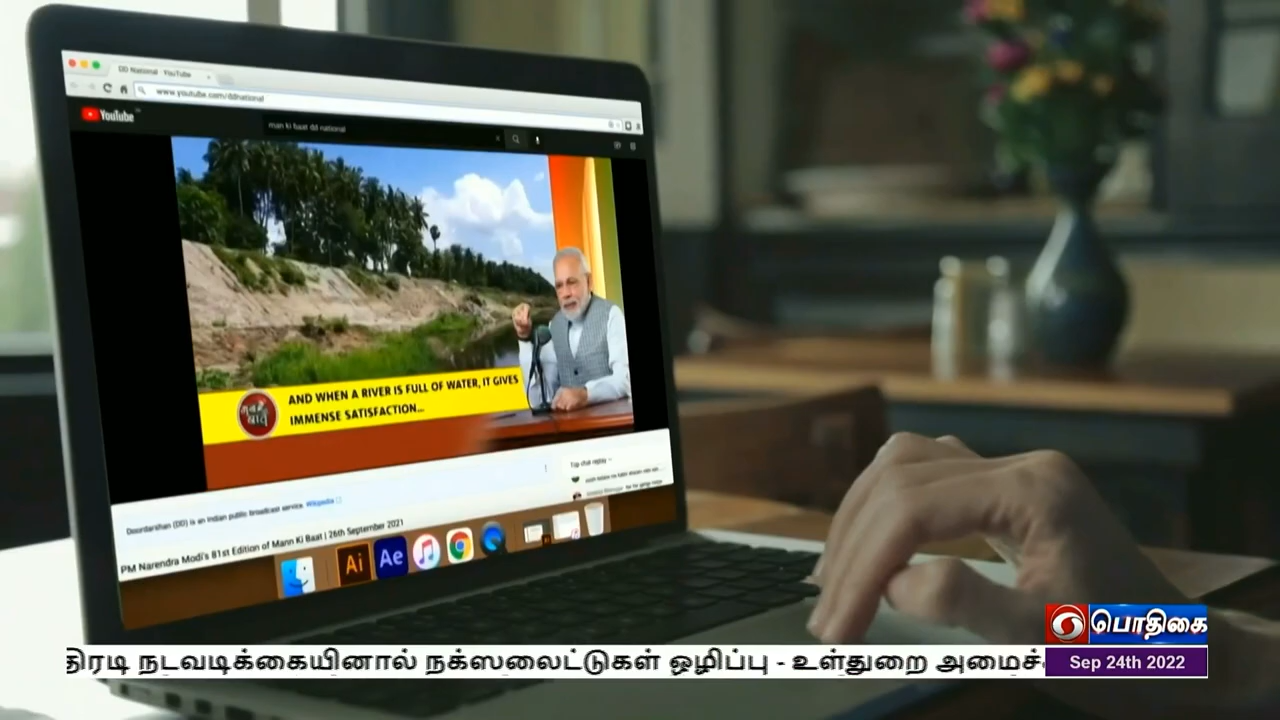 DD National - YouTube
www.youtube.com/ddnational
YouTube
man ki baat dd national
AND WHEN A RIVER IS FULL OF WATER, IT GIVES
IMMENSE SATISFACTION...
Top chat replay
Doordarshan (DD) is an Indian public broadcast service. Wikipedia
PM Narendra Modi's 81st Edition of Mann Ki Baat | 26th September 2021
Ai
Ae
பொதிகை
திரடி நடவடிக்கையினால் நக்ஸலைட்டுகள் ஒழிப்பு - உள்துறை அமைச்
Sep 24th 2022